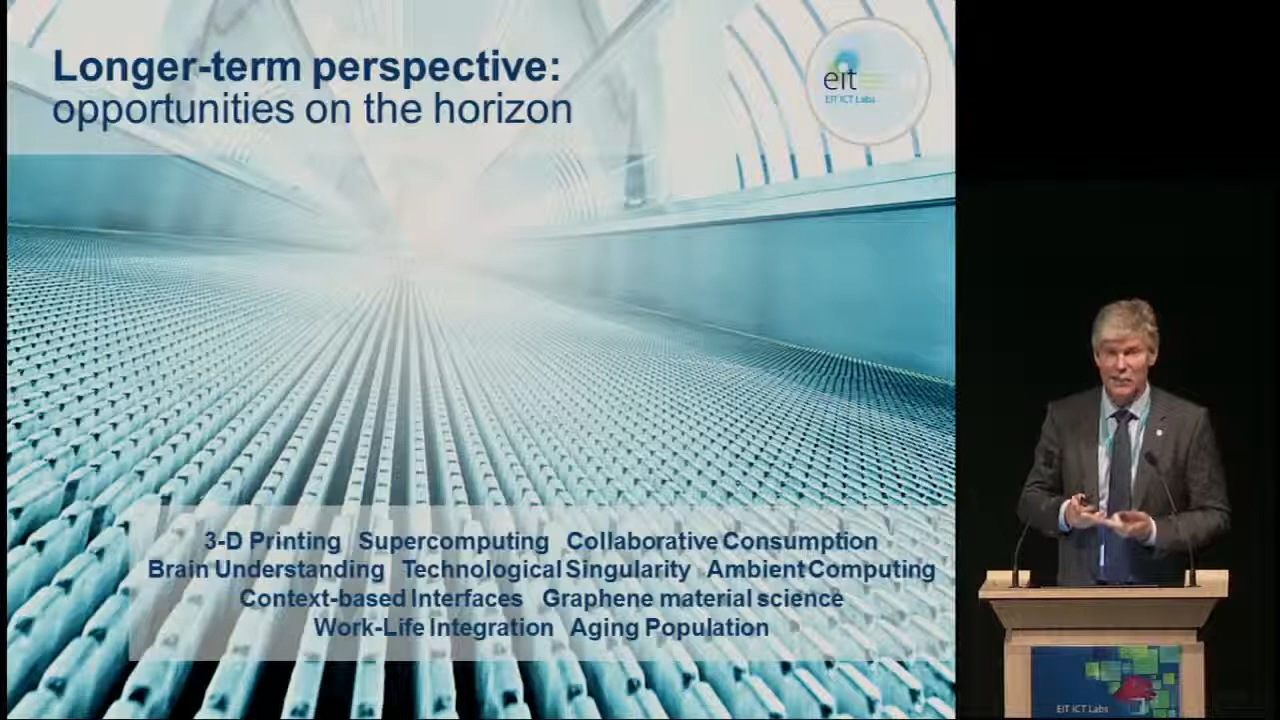 Longer-term perspective:
opportunities on the horizon
eit
EIT ICT Labs
3-D Printing Supercomputing Collaborative Consumption
Brain Understanding Technological Singularity Ambient Computing
Context-based Interfaces Graphene material science
Work-Life Integration Aging Population
EIT ICT Labs